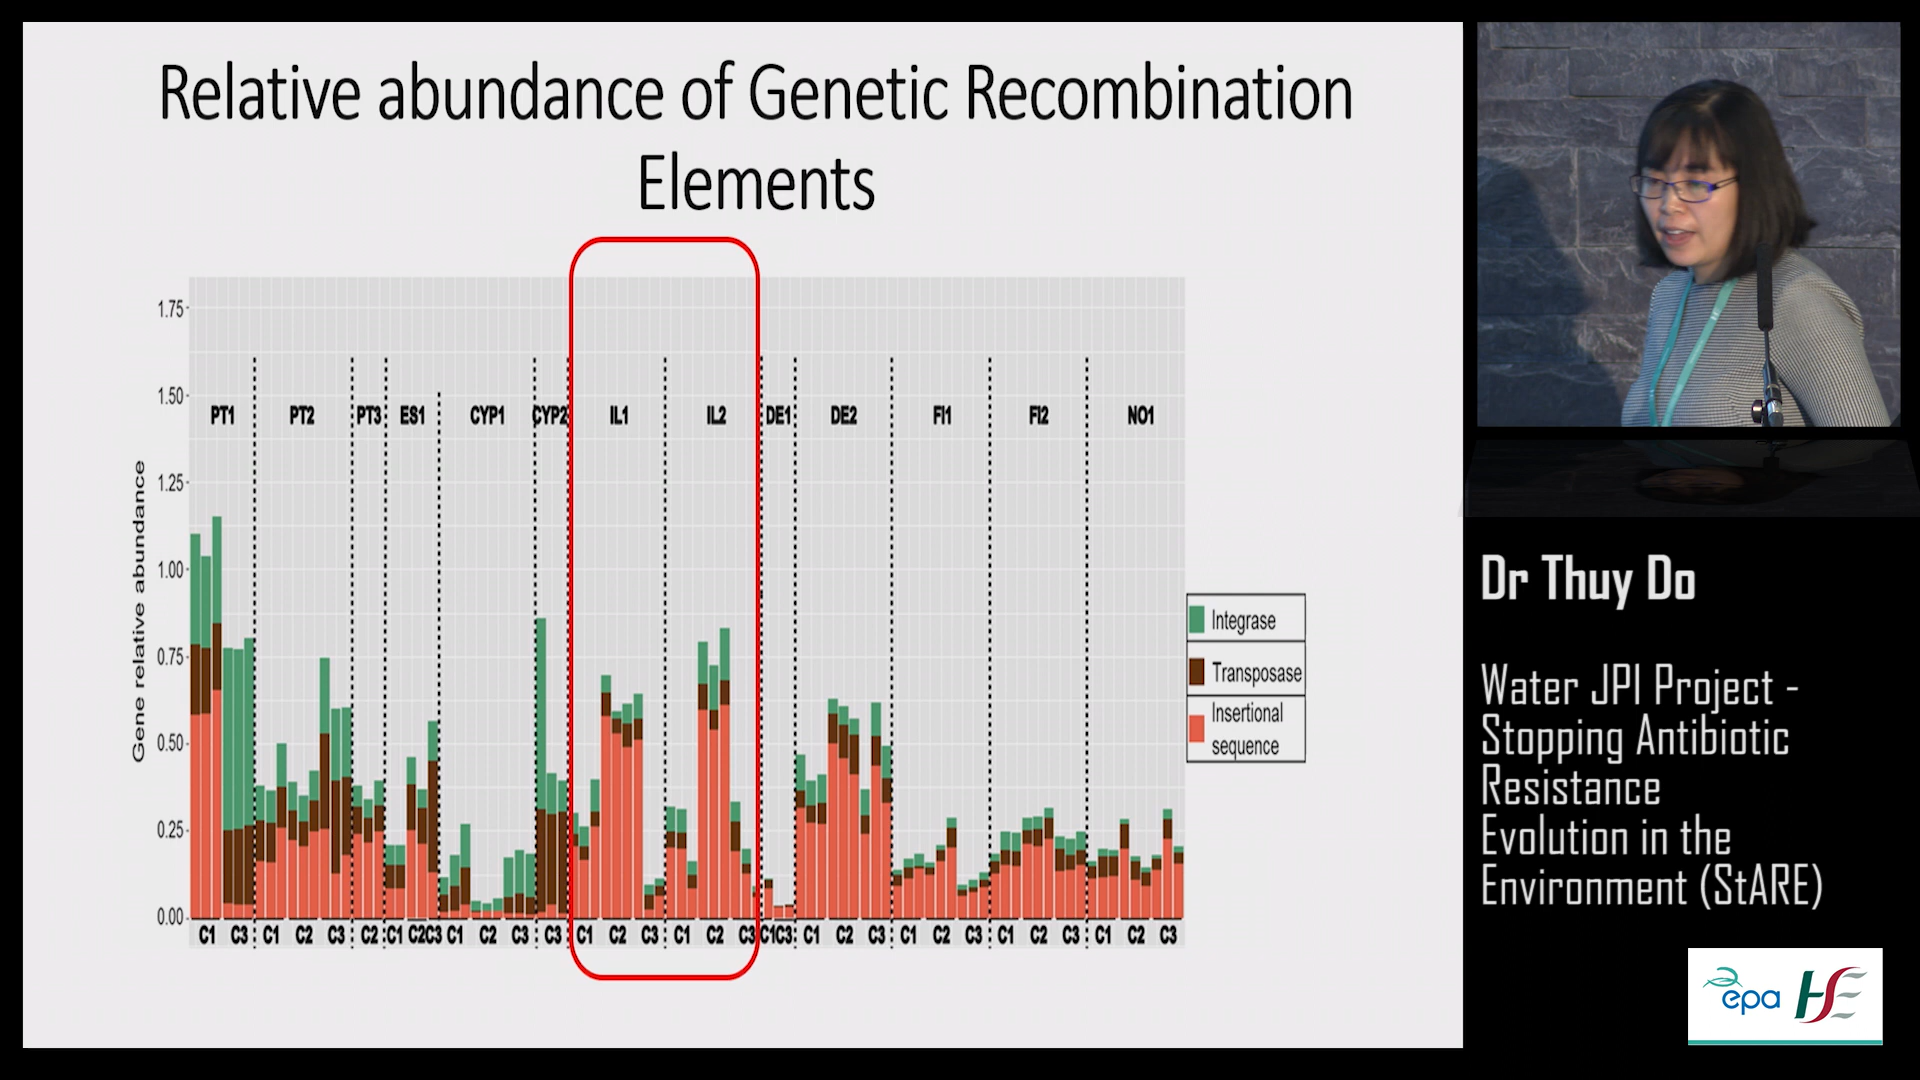 Relative abundance of Genetic Recombination
Elements
1.75
1.50
1.25
1.00
0.75
0.50
0.25
0.00
Gene relative abundance
PT1 PT2 PT3 ES1 CYP1 CYP2 IL1 IL2 DE1 DE2 FI1 FI2 NO1
C1 C3 C1 C2 C3 C2 C1 C2C3 C1 C2 C3 C3 C1 C2 C3 C1 C2 C3 C1C3 C1 C2 C3 C1 C2 C3 C1 C2 C3 C1 C2 C3
Integrase
Transposase
Insertional
sequence
Dr Thuy Do
Water JPI Project -
Stopping Antibiotic
Resistance
Evolution in the
Environment (StARE)
epa HSE